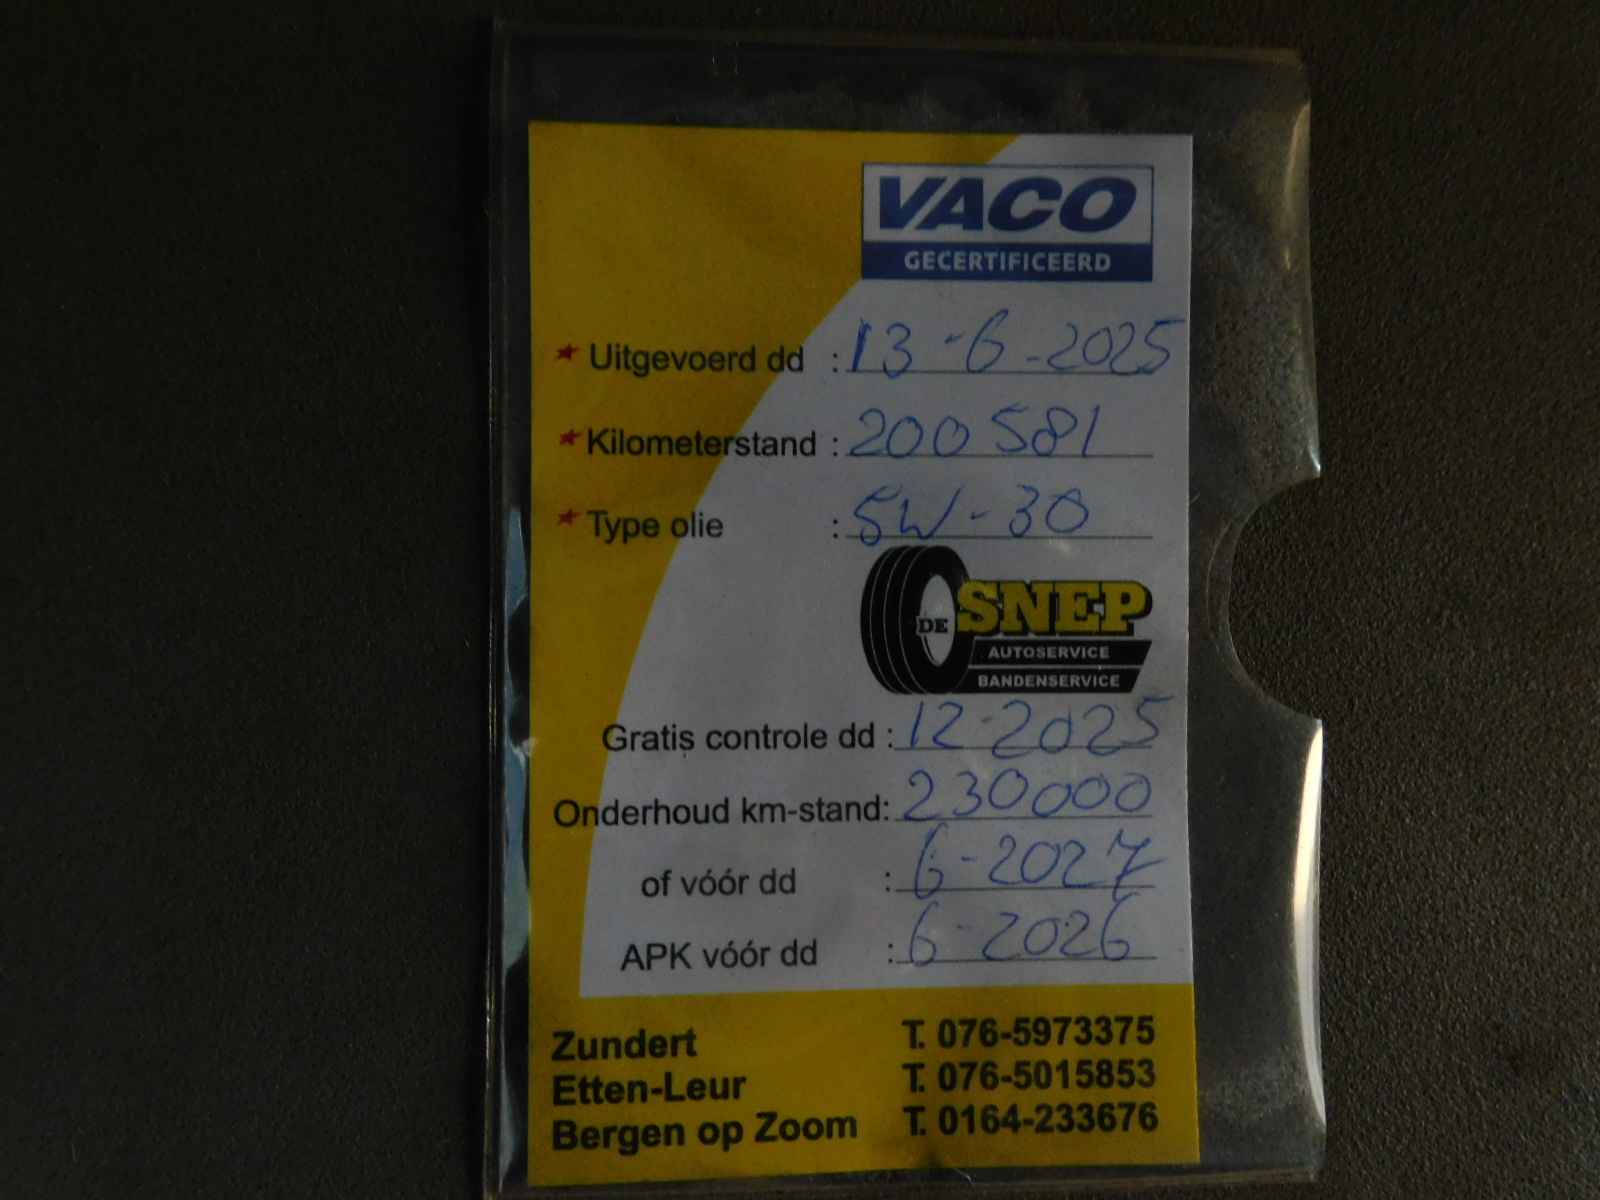 VACO
GECERTIFICEERD
* Uitgevoerd dd : 13-6-2025
* Kilometerstand : 200581
* Type olie : 5W-30
DE SNEP
AUTOSERVICE
BANDENSERVICE
Gratis controle dd : 12-2025
Onderhoud km-stand: 230000
of vóór dd : 6-2027
APK vóór dd : 6-2026
Zundert T. 076-5973375
Etten-Leur T. 076-5015853
Bergen op Zoom T. 0164-233676